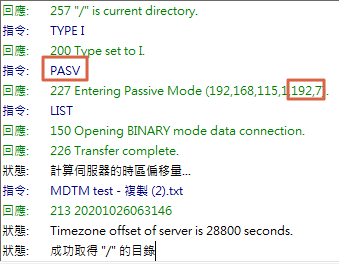 回應: 257 "/" is current directory.
指令: TYPE I
回應: 200 Type set to I.
指令: PASV
回應: 227 Entering Passive Mode (192,168,115,1,192,7).
指令: LIST
回應: 150 Opening BINARY mode data connection.
回應: 226 Transfer complete.
狀態: 計算伺服器的時區偏移量...
指令: MDTM test - 複製 (2).txt
回應: 213 20201026063146
狀態: Timezone offset of server is 28800 seconds.
狀態: 成功取得 "/" 的目錄